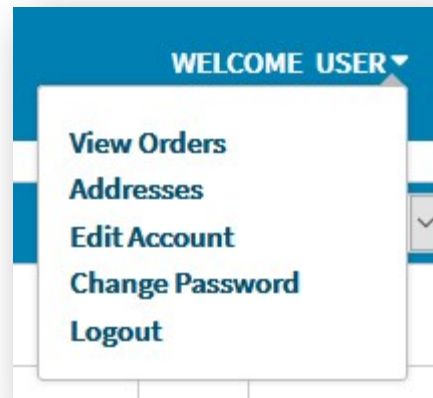 WELCOME USER
View Orders
Addresses
Edit Account
Change Password
Logout